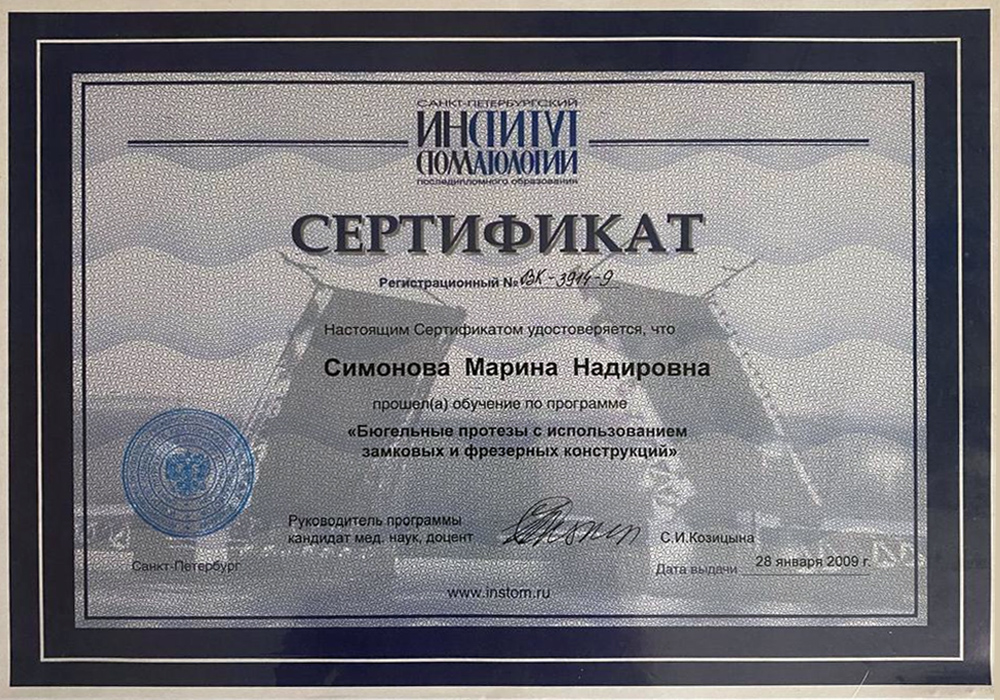 САНКТ-ПЕТЕРБУРГСКИЙ
ИНСТИТУТ
СТОМАТОЛОГИИ
последипломного образования
СЕРТИФИКАТ
Регистрационный № ВК-3914-9
Настоящим Сертификатом удостоверяется, что
Симонова Марина Надировна
прошел(а) обучение по программе
«Бюгельные протезы с использованием
замковых и фрезерных конструкций»
Руководитель программы
кандидат мед. наук, доцент
С.И.Козицына
Санкт-Петербург
Дата выдачи 28 января 2009 г.
www.instom.ru